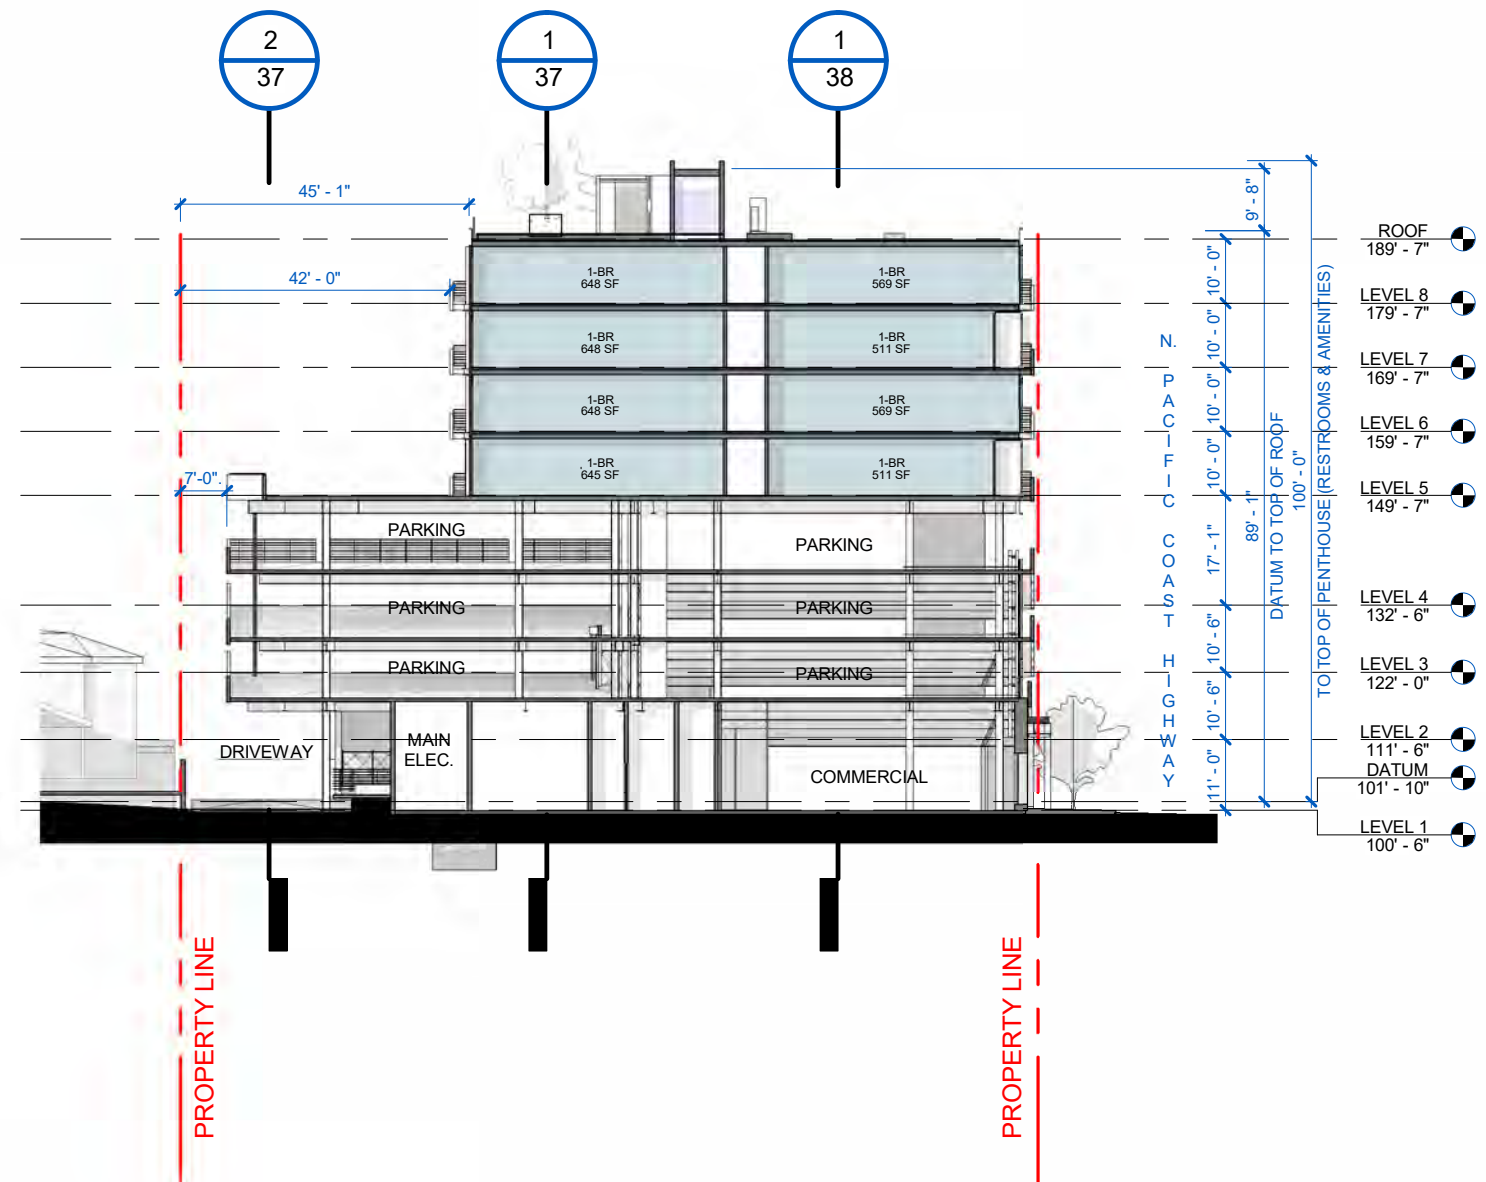 2
37
1
37
1
38
45' - 1"
42' - 0"
7'-0".
1-BR
648 SF
1-BR
569 SF
1-BR
648 SF
1-BR
511 SF
1-BR
648 SF
1-BR
569 SF
. 1-BR
645 SF
1-BR
511 SF
PARKING
PARKING
PARKING
PARKING
PARKING
PARKING
DRIVEWAY
MAIN
ELEC.
COMMERCIAL
N. PACIFIC COAST HIGHWAY
10' - 0"
10' - 0"
10' - 0"
10' - 0"
17' - 1"
10' - 6"
10' - 6"
11' - 0"
9' - 8"
89' - 1"
DATUM TO TOP OF ROOF
100' - 0"
TO TOP OF PENTHOUSE (RESTROOMS & AMENITIES)
ROOF
189' - 7"
LEVEL 8
179' - 7"
LEVEL 7
169' - 7"
LEVEL 6
159' - 7"
LEVEL 5
149' - 7"
LEVEL 4
132' - 6"
LEVEL 3
122' - 0"
LEVEL 2
111' - 6"
DATUM
101' - 10"
LEVEL 1
100' - 6"
PROPERTY LINE
PROPERTY LINE